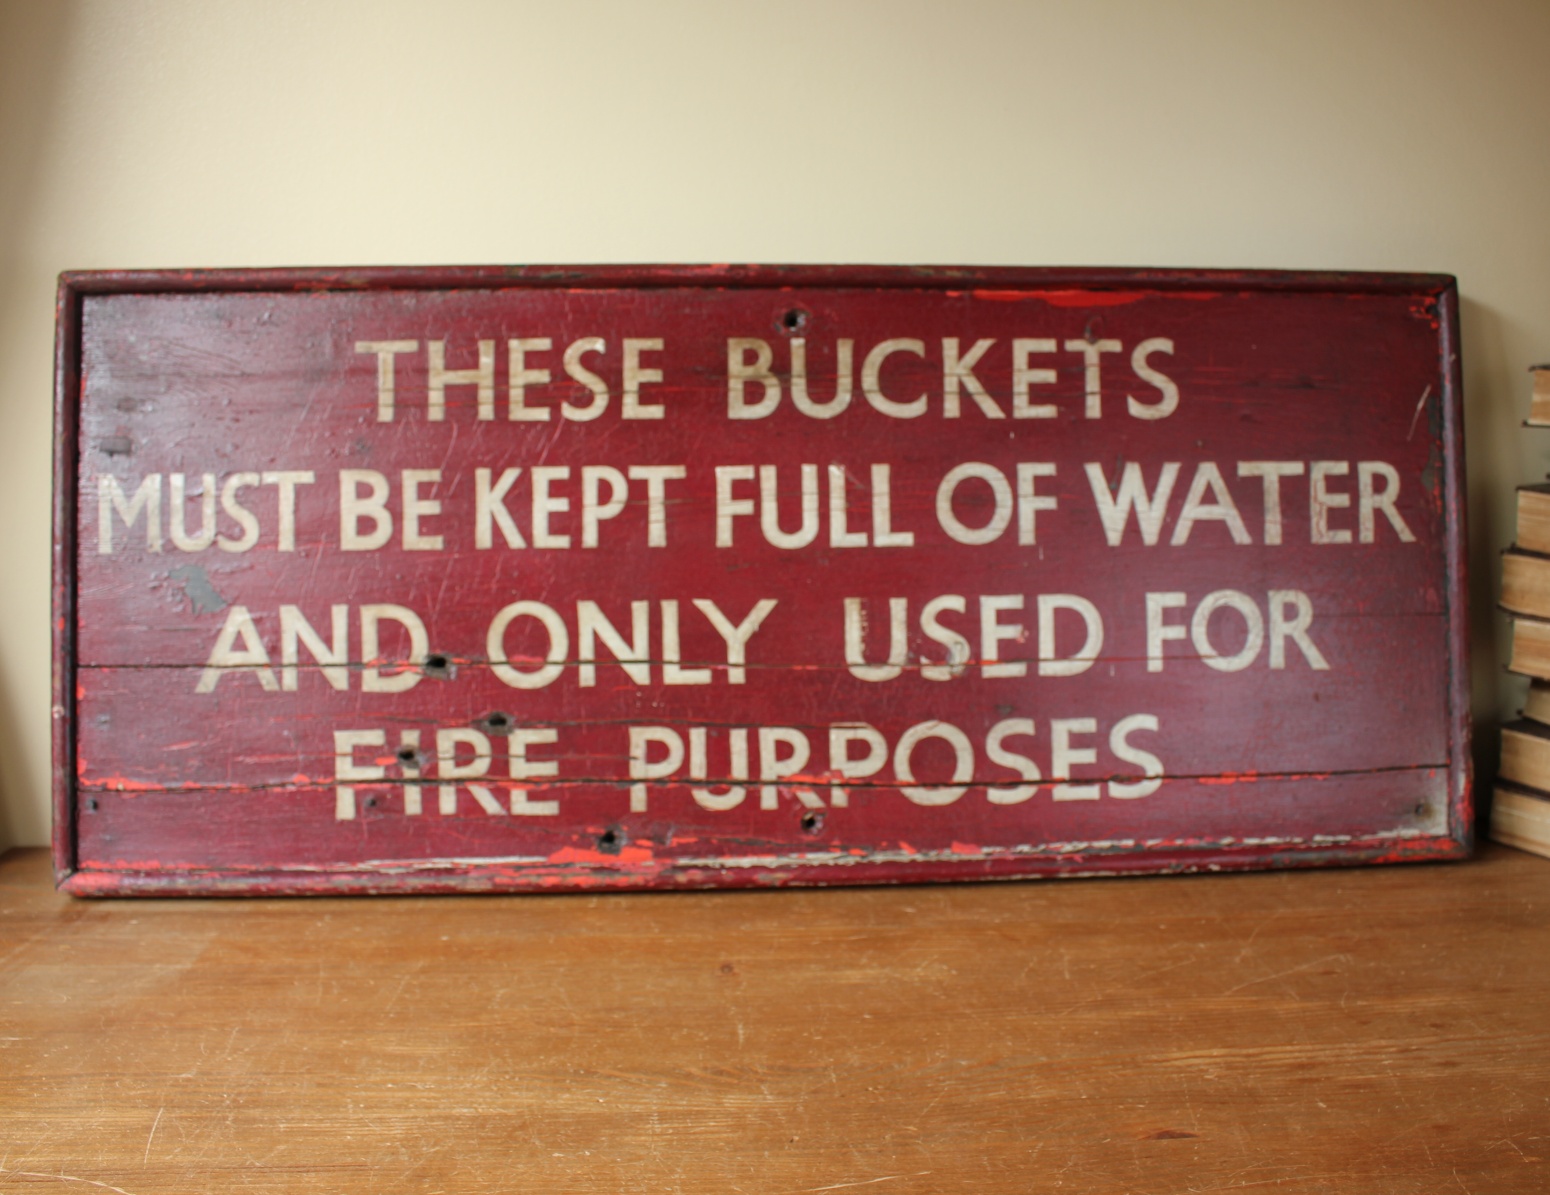 THESE BUCKETS
MUST BE KEPT FULL OF WATER
AND ONLY USED FOR
FIRE PURPOSES